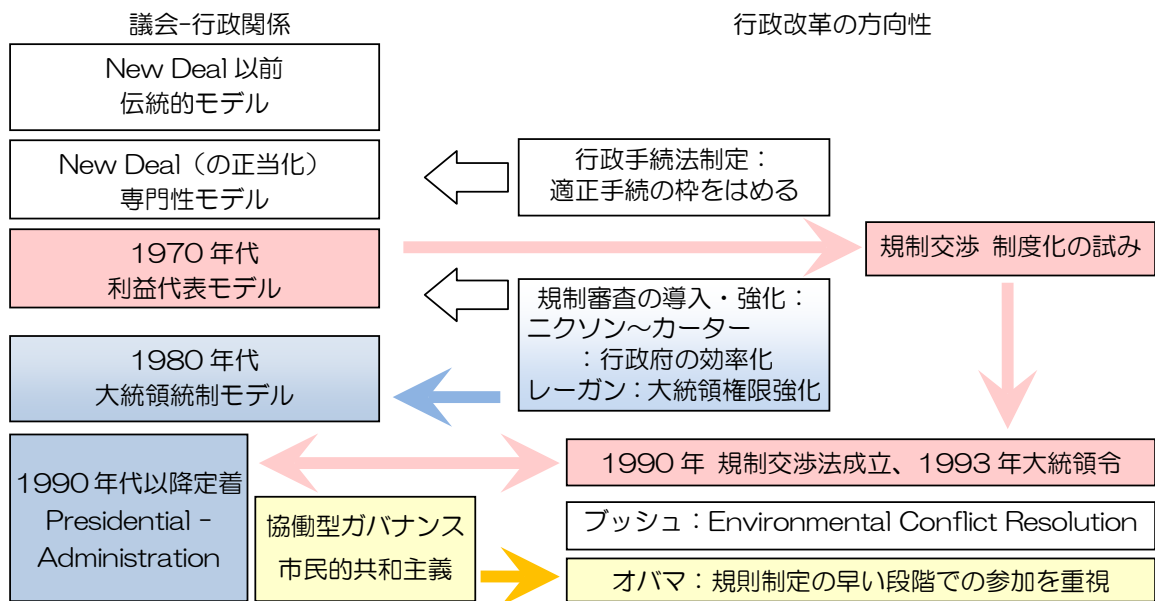 議会-行政関係
行政改革の方向性
New Deal 以前
伝統的モデル
New Deal（の正当化）
専門性モデル
行政手続法制定：
適正手続の枠をはめる
1970 年代
利益代表モデル
規制交渉 制度化の試み
規制審査の導入・強化：
ニクソン～カーター
：行政府の効率化
レーガン：大統領権限強化
1980 年代
大統領統制モデル
1990 年代以降定着
Presidential -
Administration
協働型ガバナンス
市民的共和主義
1990 年 規制交渉法成立、1993 年大統領令
ブッシュ：Environmental Conflict Resolution
オバマ：規則制定の早い段階での参加を重視